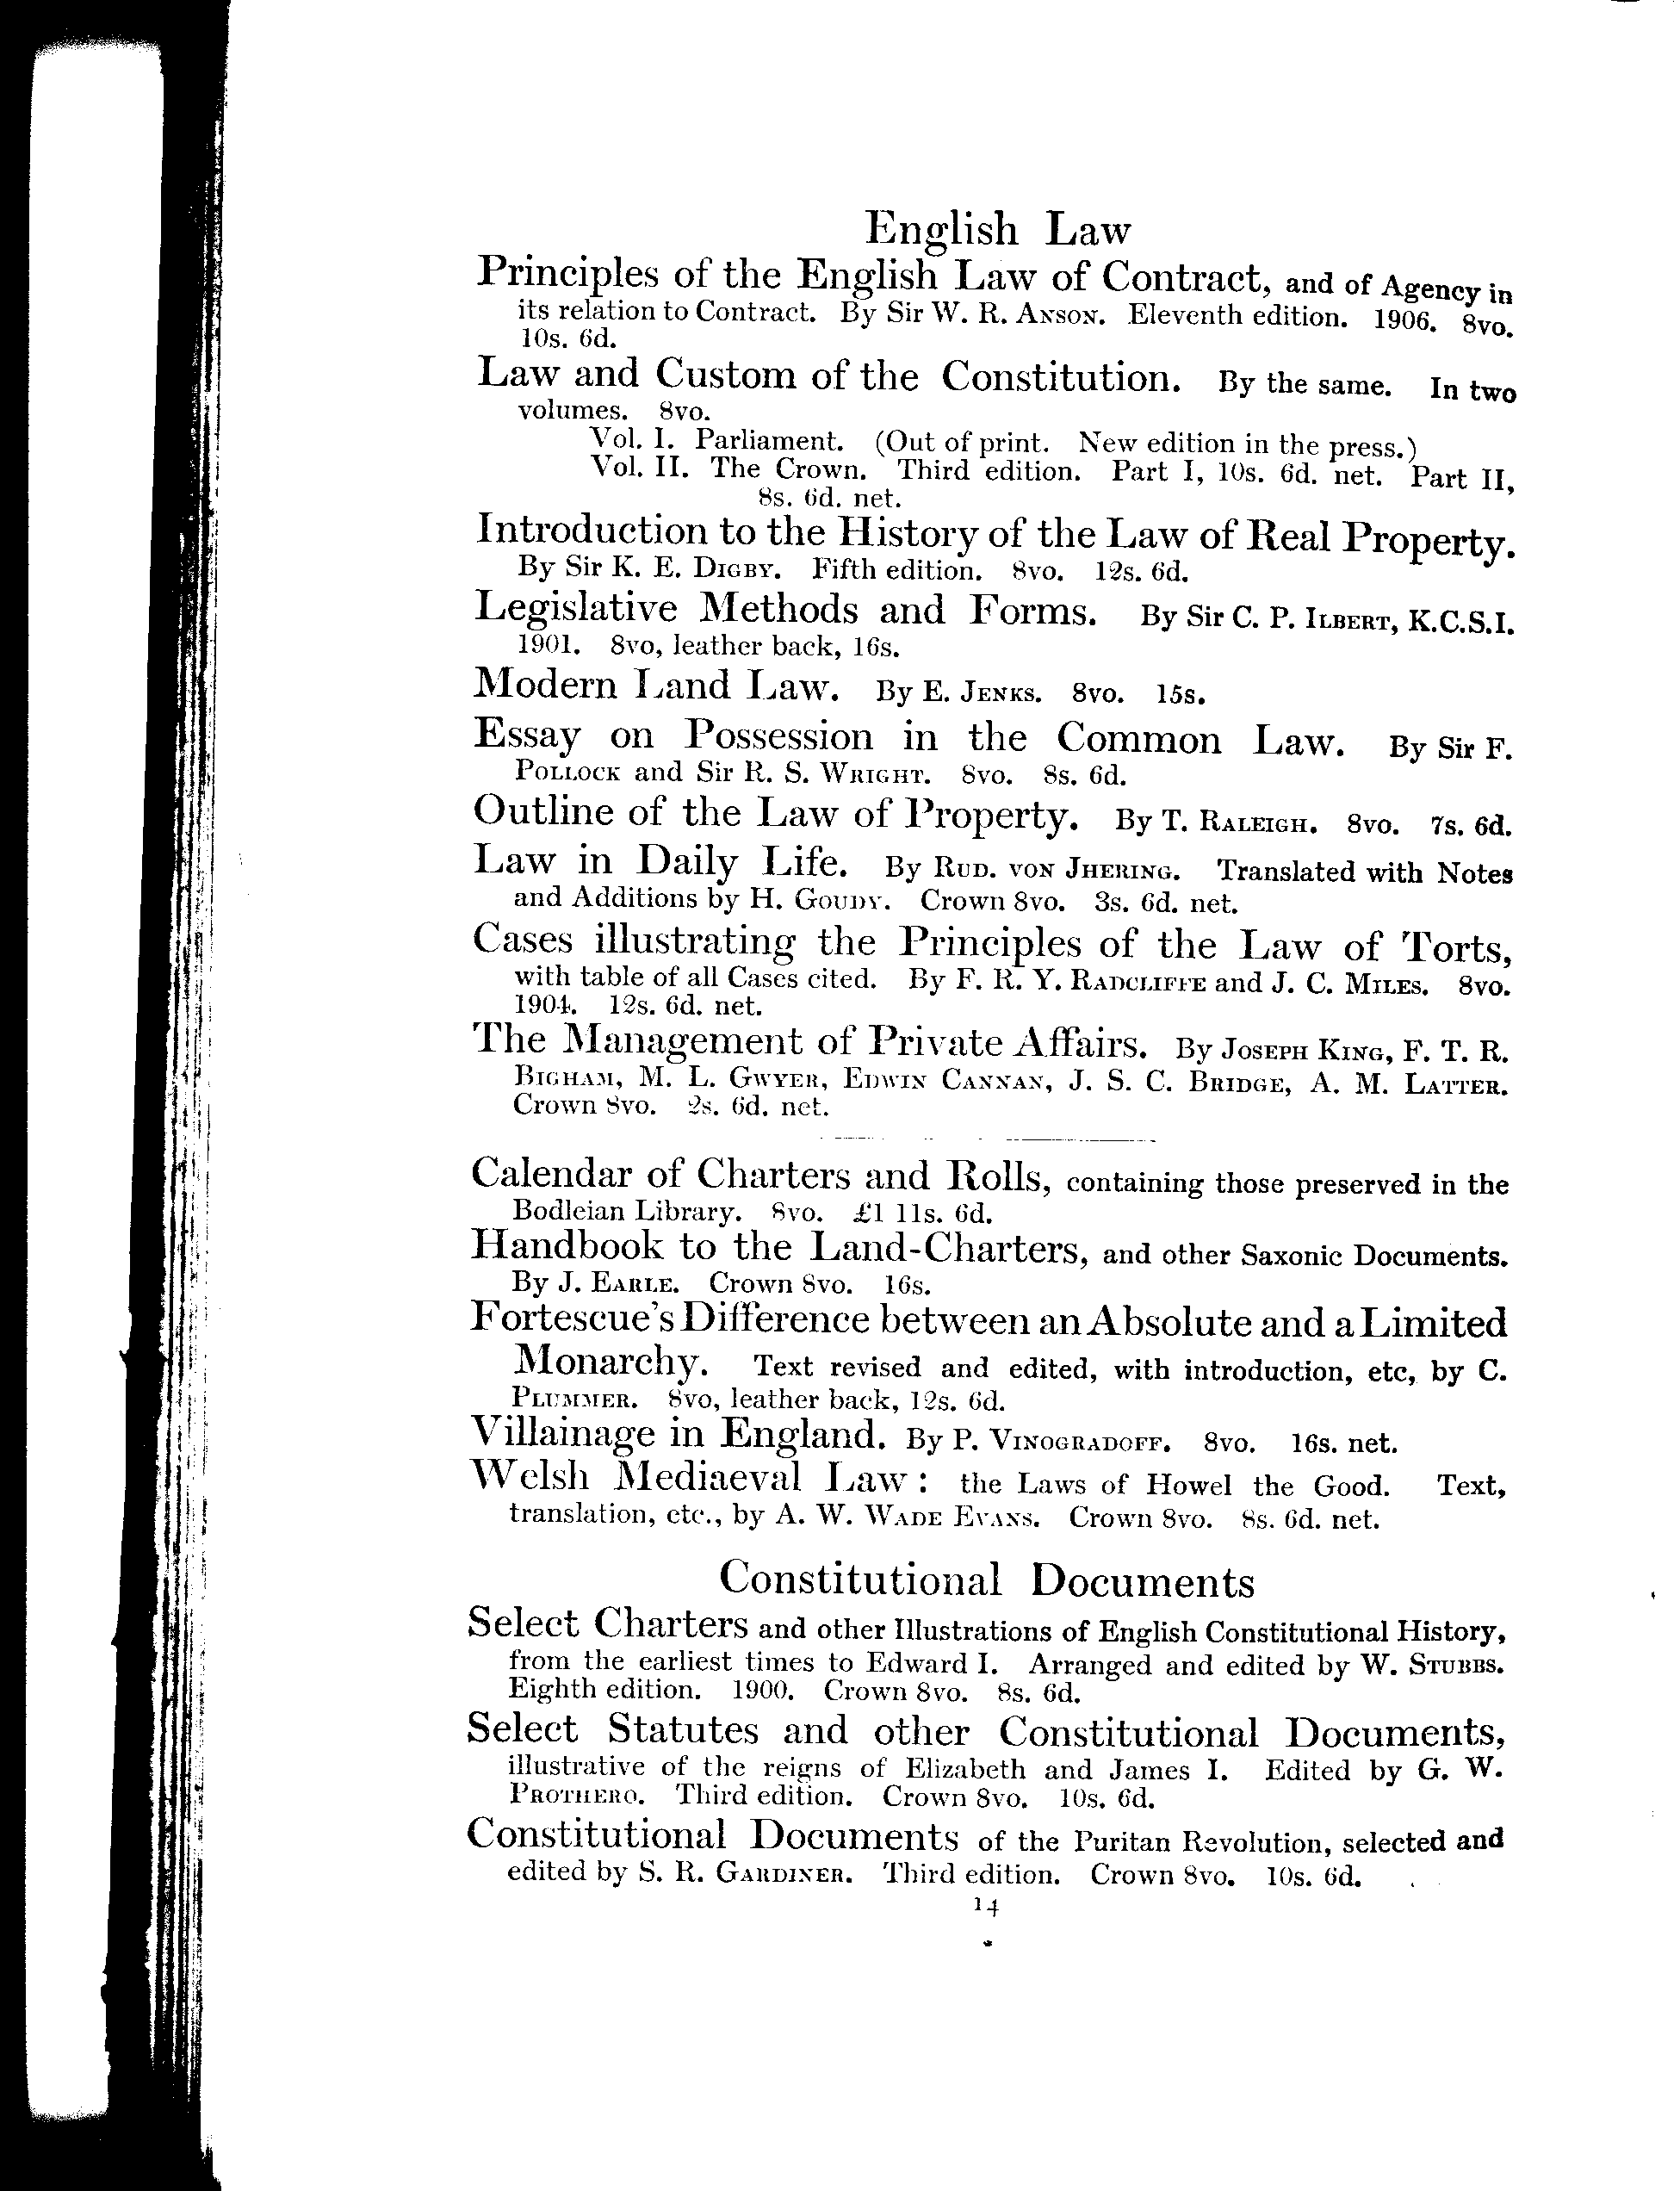 English Law
Principles of the English Law of Contract, and of Agency in
its relation to Contract. By Sir W. R. Anson. Eleventh edition. 1906. 8vo.
10s. 6d.
Law and Custom of the Constitution. By the same. In two
volumes. 8vo.
Vol. I. Parliament. (Out of print. New edition in the press.)
Vol. II. The Crown. Third edition. Part I, 10s. 6d. net. Part II,
8s. 6d. net.
Introduction to the History of the Law of Real Property.
By Sir K. E. Digby. Fifth edition. 8vo. 12s. 6d.
Legislative Methods and Forms. By Sir C. P. Ilbert, K.C.S.I.
1901. 8vo, leather back, 16s.
Modern Land Law. By E. Jenks. 8vo. 15s.
Essay on Possession in the Common Law. By Sir F.
Pollock and Sir R. S. Wright. 8vo. 8s. 6d.
Outline of the Law of Property. By T. Raleigh. 8vo. 7s. 6d.
Law in Daily Life. By Rud. von Jhering. Translated with Notes
and Additions by H. Goudy. Crown 8vo. 3s. 6d. net.
Cases illustrating the Principles of the Law of Torts,
with table of all Cases cited. By F. R. Y. Radcliffe and J. C. Miles. 8vo.
1904. 12s. 6d. net.
The Management of Private Affairs. By Joseph King, F. T. R.
Bigham, M. L. Gwyer, Edwin Cannan, J. S. C. Bridge, A. M. Latter.
Crown 8vo. 2s. 6d. net.
Calendar of Charters and Rolls, containing those preserved in the
Bodleian Library. 8vo. £1 11s. 6d.
Handbook to the Land-Charters, and other Saxonic Documents.
By J. Earle. Crown 8vo. 16s.
Fortescue's Difference between an Absolute and a Limited
Monarchy. Text revised and edited, with introduction, etc, by C.
Plummer. 8vo, leather back, 12s. 6d.
Villainage in England. By P. Vinogradoff. 8vo. 16s. net.
Welsh Mediaeval Law: the Laws of Howel the Good. Text,
translation, etc., by A. W. Wade Evans. Crown 8vo. 8s. 6d. net.
Constitutional Documents
Select Charters and other Illustrations of English Constitutional History,
from the earliest times to Edward I. Arranged and edited by W. Stubbs.
Eighth edition. 1900. Crown 8vo. 8s. 6d.
Select Statutes and other Constitutional Documents,
illustrative of the reigns of Elizabeth and James I. Edited by G. W.
Prothero. Third edition. Crown 8vo. 10s. 6d.
Constitutional Documents of the Puritan Revolution, selected and
edited by S. R. Gardiner. Third edition. Crown 8vo. 10s. 6d.
14